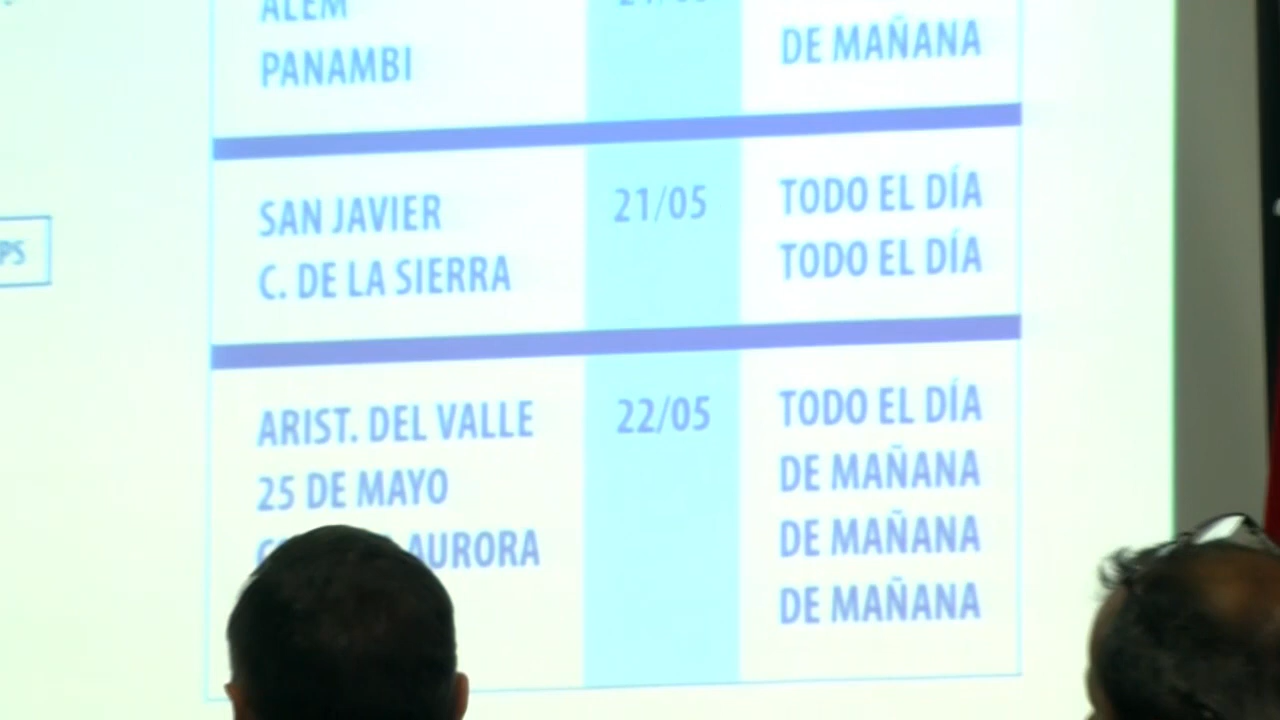 ALEM
PANAMBI
DE MAÑANA
SAN JAVIER 21/05 TODO EL DÍA
C. DE LA SIERRA TODO EL DÍA
ARIST. DEL VALLE 22/05 TODO EL DÍA
25 DE MAYO DE MAÑANA
AURORA DE MAÑANA
DE MAÑANA
PS